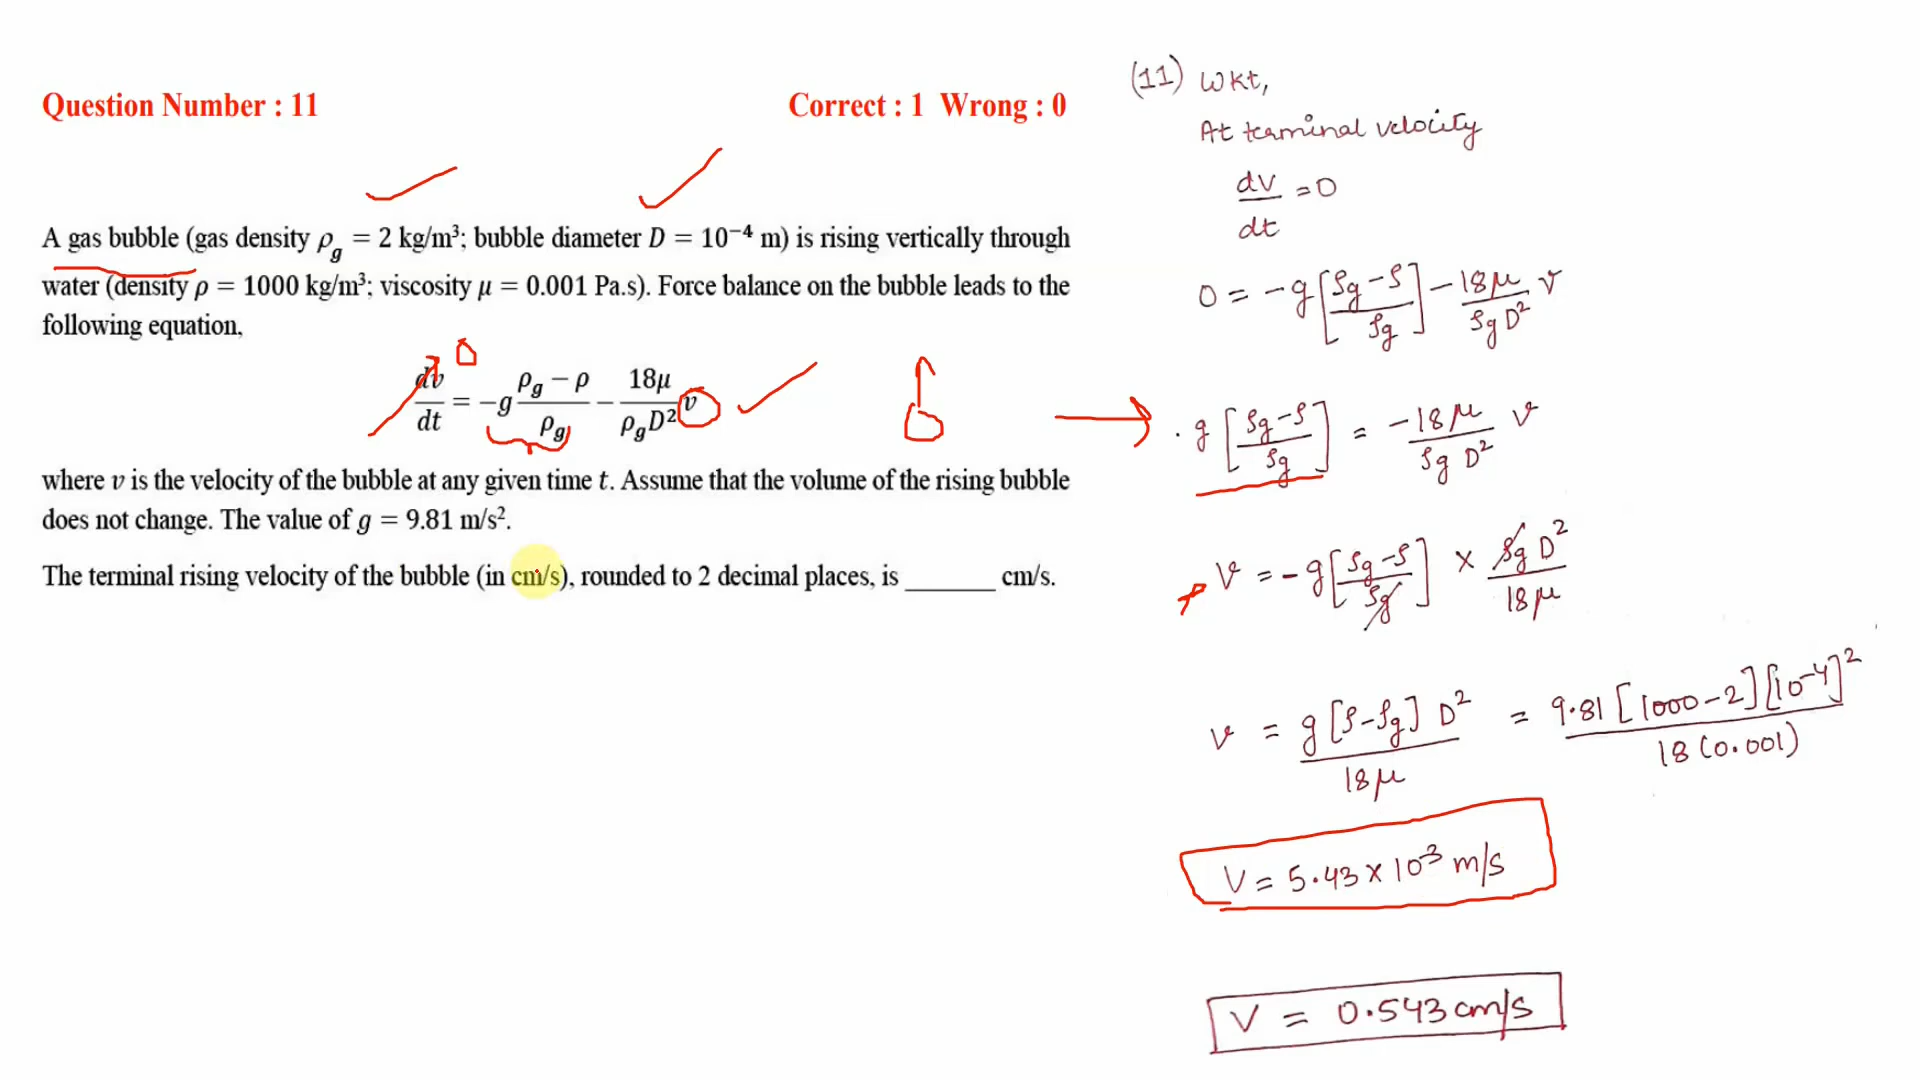 Question Number : 11 Correct : 1 Wrong : 0
A gas bubble (gas density ρg = 2 kg/m³; bubble diameter D = 10⁻⁴ m) is rising vertically through
water (density ρ = 1000 kg/m³; viscosity μ = 0.001 Pa.s). Force balance on the bubble leads to the
following equation,
dv/dt = -g (ρg − ρ)/ρg − 18μ/(ρg D²) v
0
where v is the velocity of the bubble at any given time t. Assume that the volume of the rising bubble
does not change. The value of g = 9.81 m/s².
The terminal rising velocity of the bubble (in cm/s), rounded to 2 decimal places, is _______ cm/s.
(11) WKt,
At terminal velocity
dv/dt = 0
0 = -g [(ρg - ρ)/ρg] - 18μ/(ρg D²) v
g [(ρg - ρ)/ρg] = -18μ/(ρg D²) v
v = -g [(ρg - ρ)/ρg] × ρg D²/18μ
v = g[ρ - ρg] D²/18μ = 9.81 [1000-2][10⁻⁴]²/18(0.001)
V = 5.43 × 10⁻³ m/s
V = 0.543 cm/s